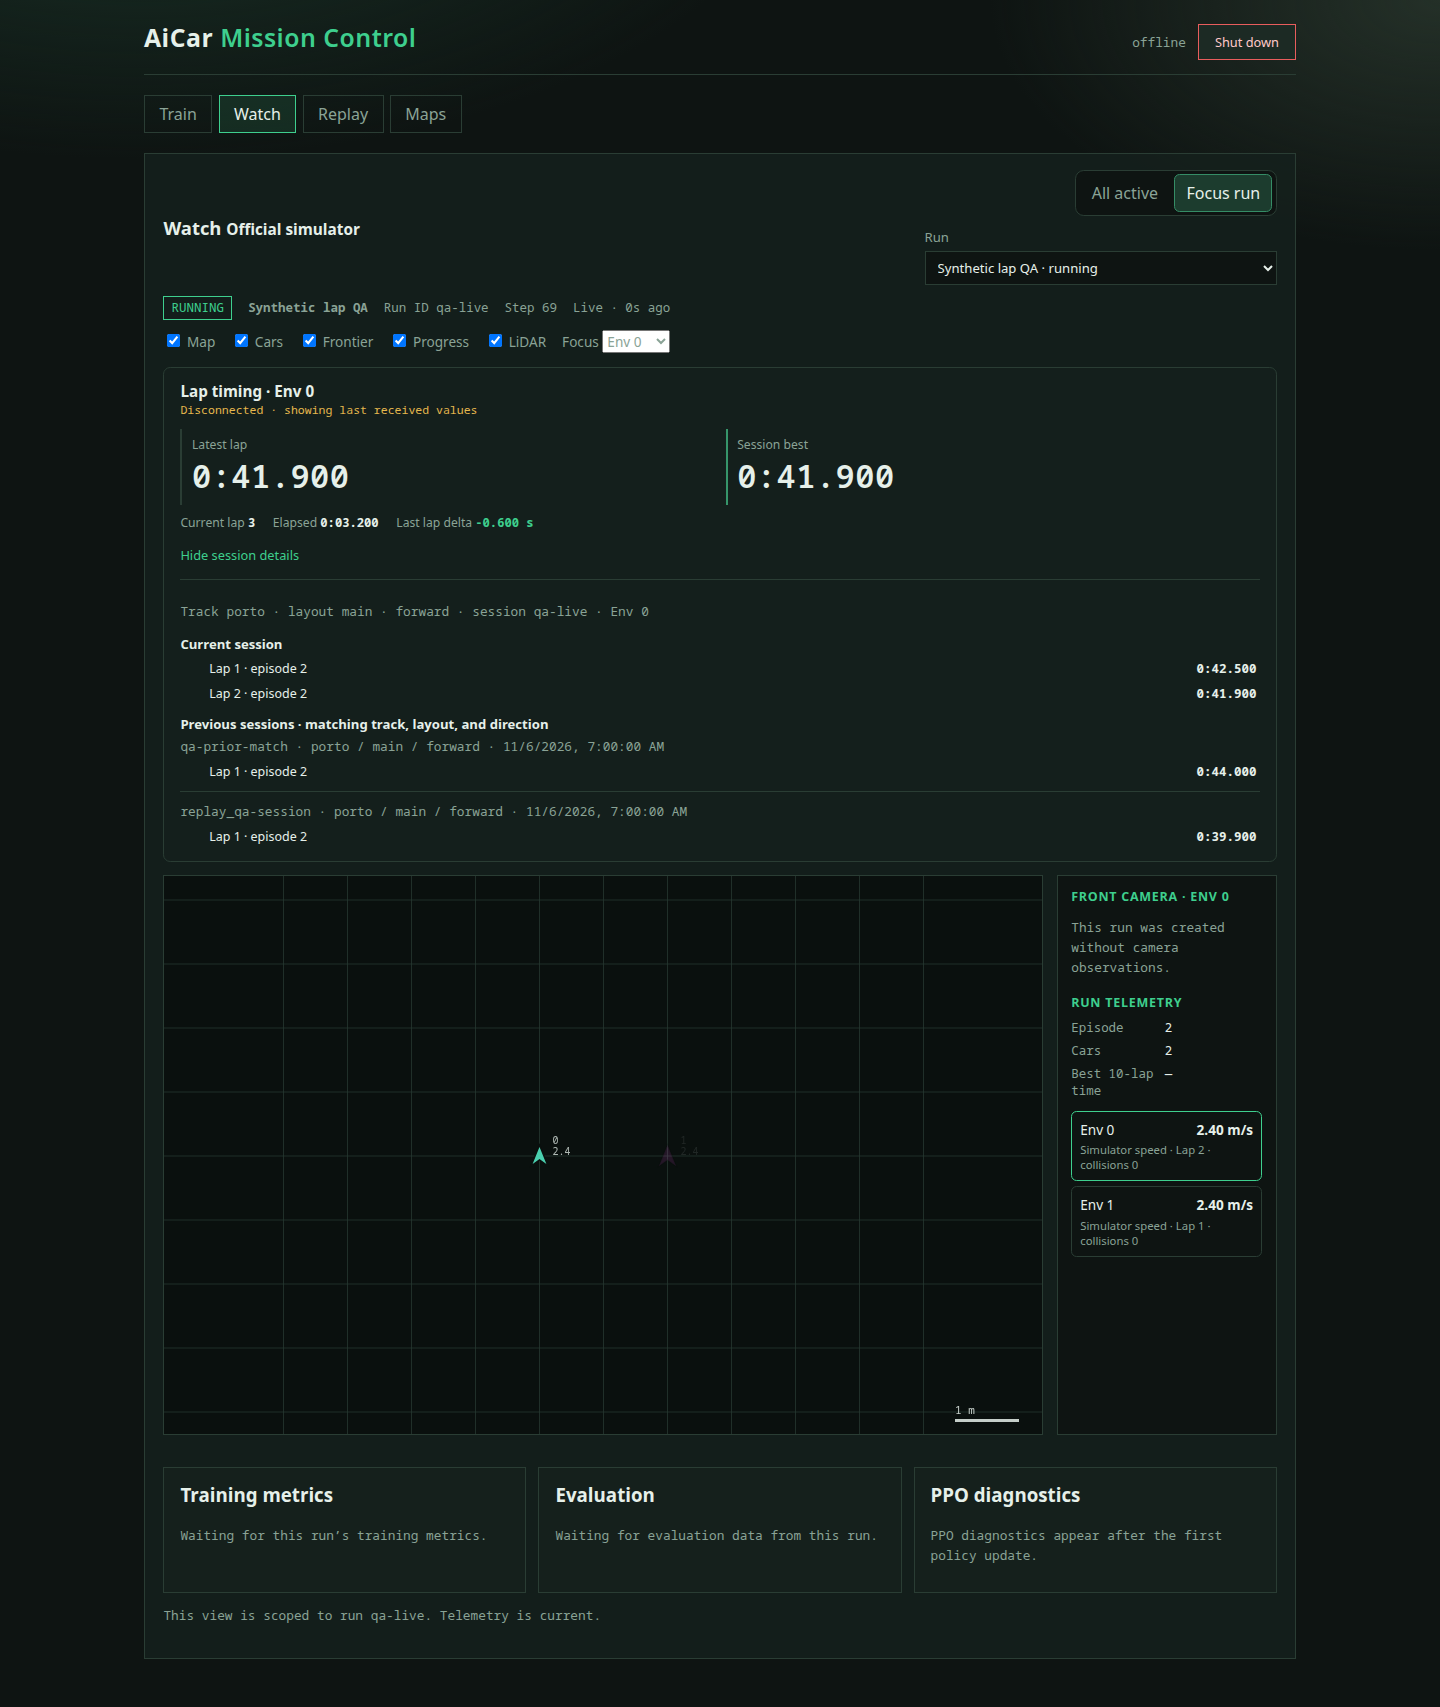 AiCar Mission Control
offline
Shut down
Train
Watch
Replay
Maps
All active
Focus run
Watch Official simulator
Run
Synthetic lap QA · running
RUNNING Synthetic lap QA Run ID qa-live Step 69 Live · 0s ago
Map Cars Frontier Progress LiDAR Focus Env 0
Lap timing · Env 0
Disconnected · showing last received values
Latest lap
0:41.900
Session best
0:41.900
Current lap 3 Elapsed 0:03.200 Last lap delta -0.600 s
Hide session details
Track porto · layout main · forward · session qa-live · Env 0
Current session
Lap 1 · episode 2 0:42.500
Lap 2 · episode 2 0:41.900
Previous sessions · matching track, layout, and direction
qa-prior-match · porto / main / forward · 11/6/2026, 7:00:00 AM
Lap 1 · episode 2 0:44.000
replay_qa-session · porto / main / forward · 11/6/2026, 7:00:00 AM
Lap 1 · episode 2 0:39.900
0
2.4
1
2.4
1 m
FRONT CAMERA · ENV 0
This run was created
without camera
observations.
RUN TELEMETRY
Episode 2
Cars 2
Best 10-lap —
time
Env 0 2.40 m/s
Simulator speed · Lap 2 ·
collisions 0
Env 1 2.40 m/s
Simulator speed · Lap 1 ·
collisions 0
Training metrics
Waiting for this run’s training metrics.
Evaluation
Waiting for evaluation data from this run.
PPO diagnostics
PPO diagnostics appear after the first
policy update.
This view is scoped to run qa-live. Telemetry is current.